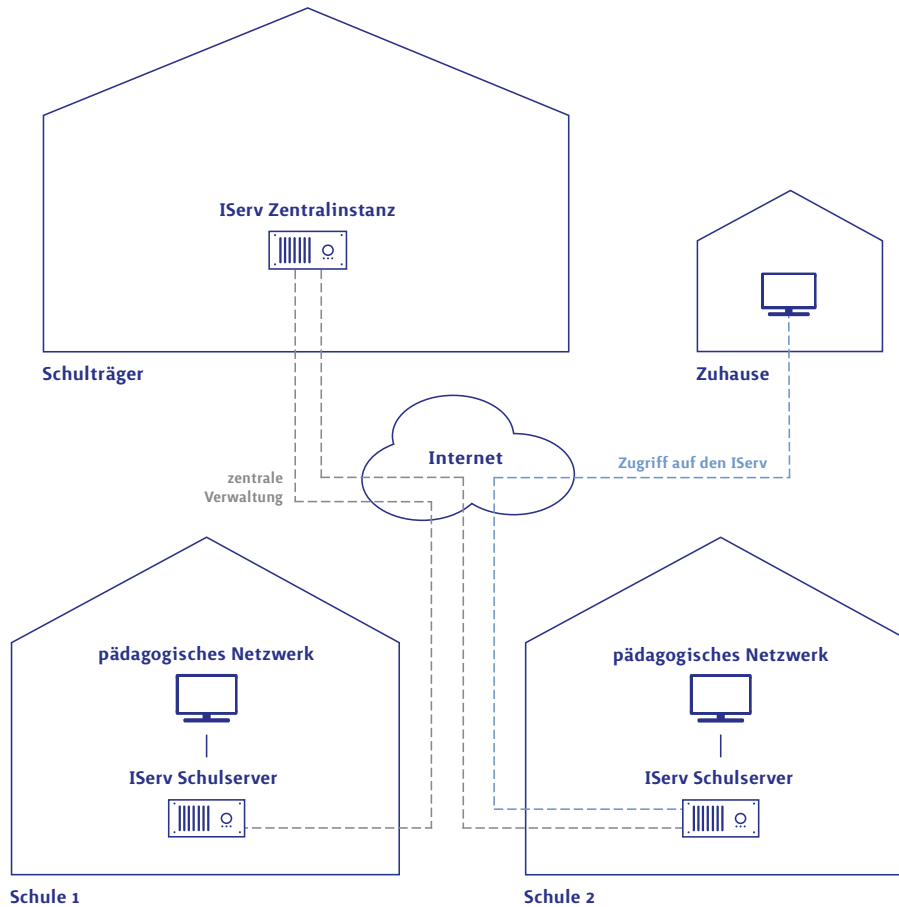 IServ Zentralinstanz
Schulträger
Zuhause
Internet
Zugriff auf den IServ
zentrale
Verwaltung
pädagogisches Netzwerk
IServ Schulserver
Schule 1
pädagogisches Netzwerk
IServ Schulserver
Schule 2